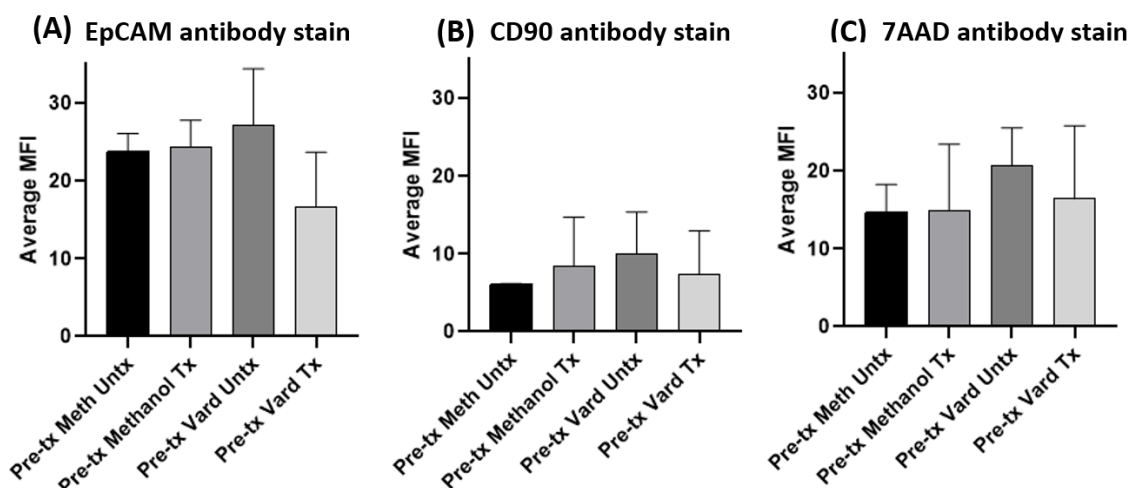 (A) EpCAM antibody stain
Average MFI
30
20
10
0
Pre-tx Meth Untx
Pre-tx Methanol Tx
Pre-tx Vard Untx
Pre-tx Vard Tx
(B) CD90 antibody stain
Average MFI
30
20
10
0
Pre-tx Meth Untx
Pre-tx Methanol Tx
Pre-tx Vard Untx
Pre-tx Vard Tx
(C) 7AAD antibody stain
Average MFI
30
20
10
0
Pre-tx Meth Untx
Pre-tx Methanol Tx
Pre-tx Vard Untx
Pre-tx Vard Tx